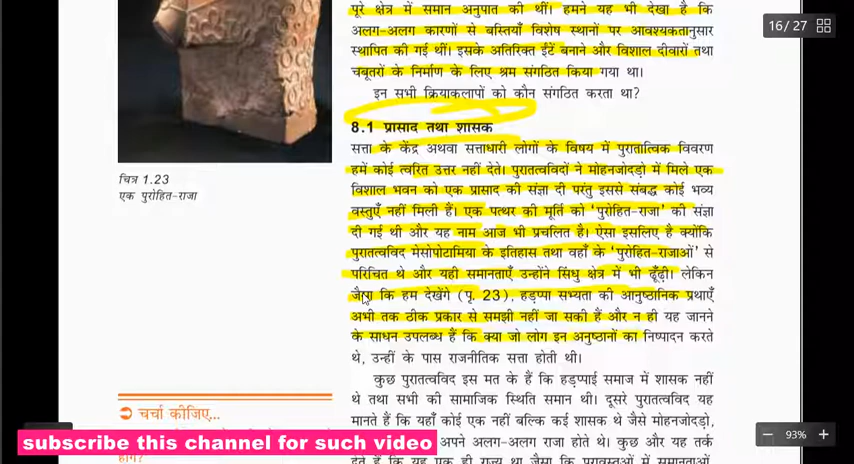 पूरे क्षेत्र में समान अनुपात की थीं। हमने यह भी देखा है कि
अलग-अलग कारणों से बस्तियाँ विशेष स्थानों पर आवश्यकतानुसार
स्थापित की गई थीं। इसके अतिरिक्त ईंटें बनाने और विशाल दीवारों तथा
चबूतरों के निर्माण के लिए श्रम संगठित किया गया था।
इन सभी क्रियाकलापों को कौन संगठित करता था?
8.1 प्रासाद तथा शासक
सत्ता के केंद्र अथवा सत्ताधारी लोगों के विषय में पुरातात्विक विवरण
हमें कोई त्वरित उत्तर नहीं देते। पुरातत्वविदों ने मोहनजोदड़ो में मिले एक
विशाल भवन को एक प्रासाद की संज्ञा दी परंतु इससे संबद्ध कोई भव्य
वस्तुएँ नहीं मिली हैं। एक पत्थर की मूर्ति को 'पुरोहित-राजा' की संज्ञा
दी गई थी और यह नाम आज भी प्रचलित है। ऐसा इसलिए है क्योंकि
पुरातत्वविद मेसोपोटामिया के इतिहास तथा वहाँ के 'पुरोहित-राजाओं' से
परिचित थे और यही समानताएँ उन्होंने सिंधु क्षेत्र में भी ढूँढ़ी। लेकिन
जैसा कि हम देखेंगे (पृ. 23), हड़प्पा सभ्यता की आनुष्ठानिक प्रथाएँ
अभी तक ठीक प्रकार से समझी नहीं जा सकी हैं और न ही यह जानने
के साधन उपलब्ध हैं कि क्या जो लोग इन अनुष्ठानों का निष्पादन करते
थे, उन्हीं के पास राजनीतिक सत्ता होती थी।
कुछ पुरातत्वविद इस मत के हैं कि हड़प्पाई समाज में शासक नहीं
थे तथा सभी की सामाजिक स्थिति समान थी। दूसरे पुरातत्वविद यह
मानते हैं कि यहाँ कोई एक नहीं बल्कि कई शासक थे जैसे मोहनजोदड़ो,
अपने अलग-अलग राजा होते थे। कुछ और यह तर्क
देते हैं कि यह एक ही राज्य था जैसा कि पुरावस्तुओं में समानताओं,
चित्र 1.23
एक पुरोहित-राजा
चर्चा कीजिए...
होंगे?
16/27
93%
subscribe this channel for such video